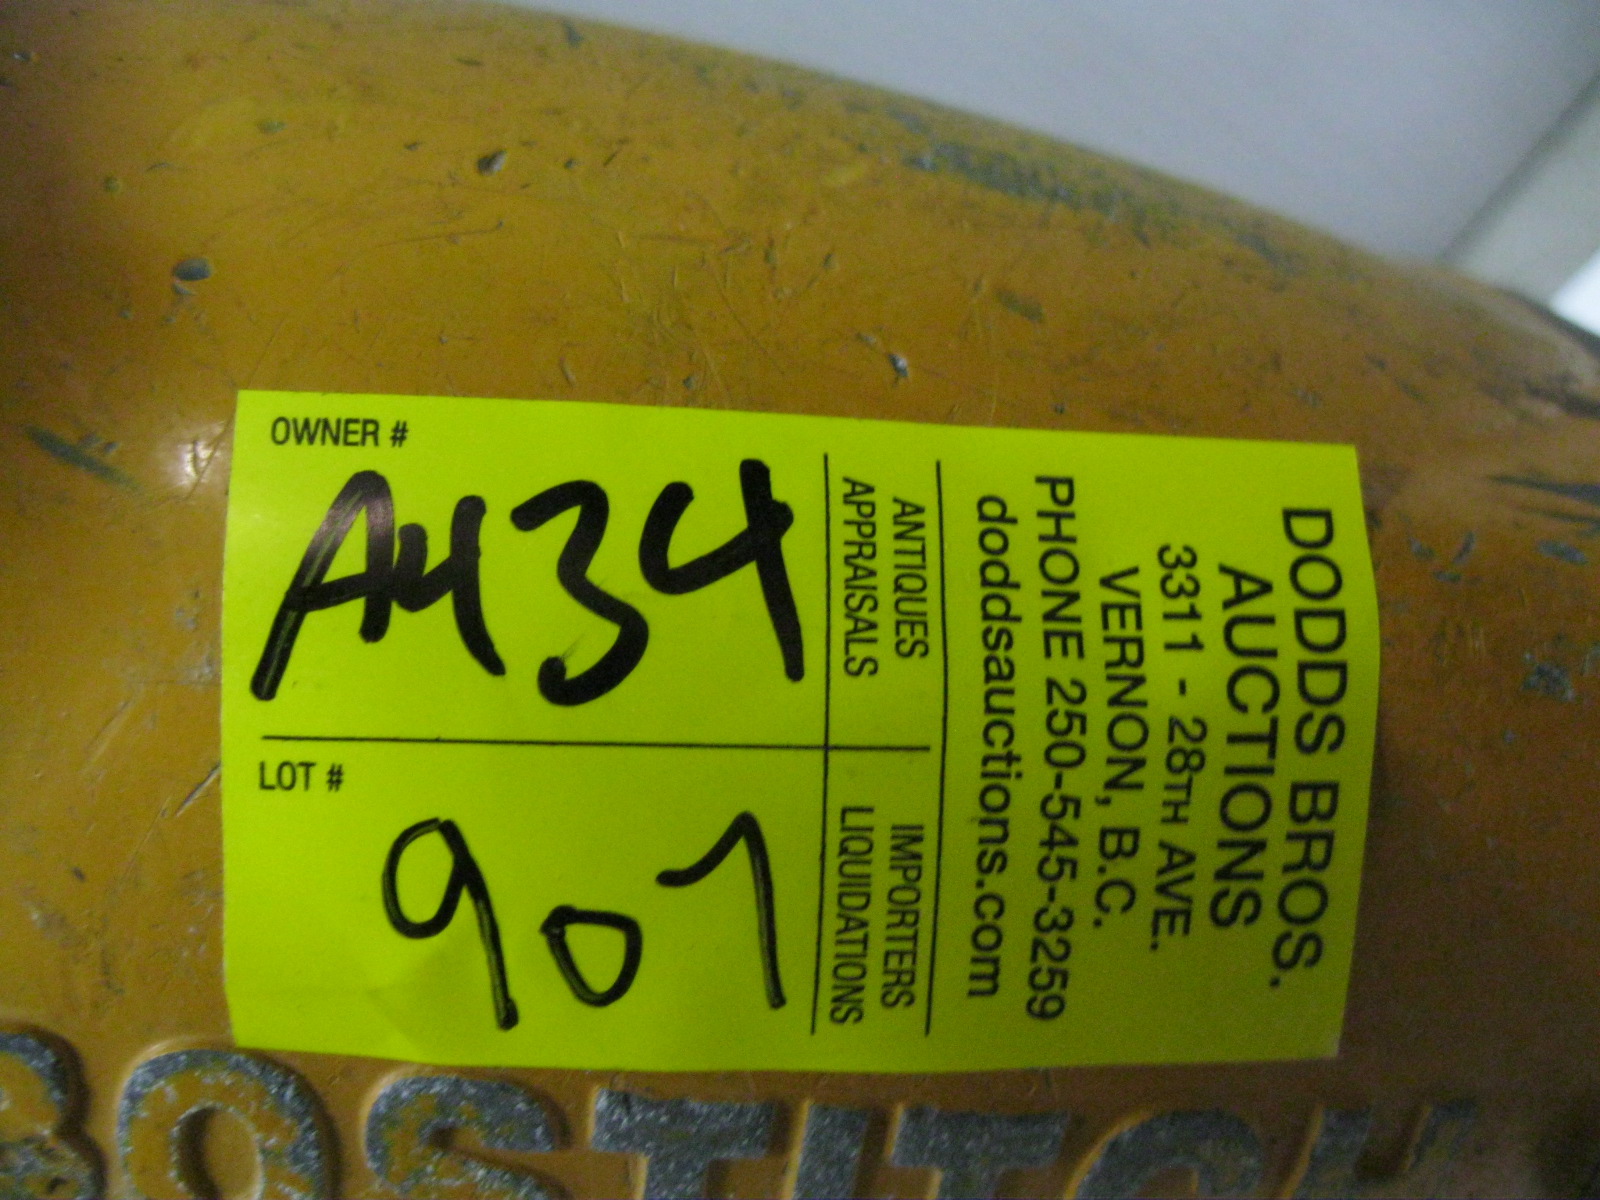 OWNER #
A434
LOT #
907
ANTIQUES
APPRAISALS
IMPORTERS
LIQUIDATIONS
DODDS BROS.
AUCTIONS
3311 - 28TH AVE.
VERNON, B.C.
PHONE 250-545-3259
doddsauctions.com
BOSTITCH